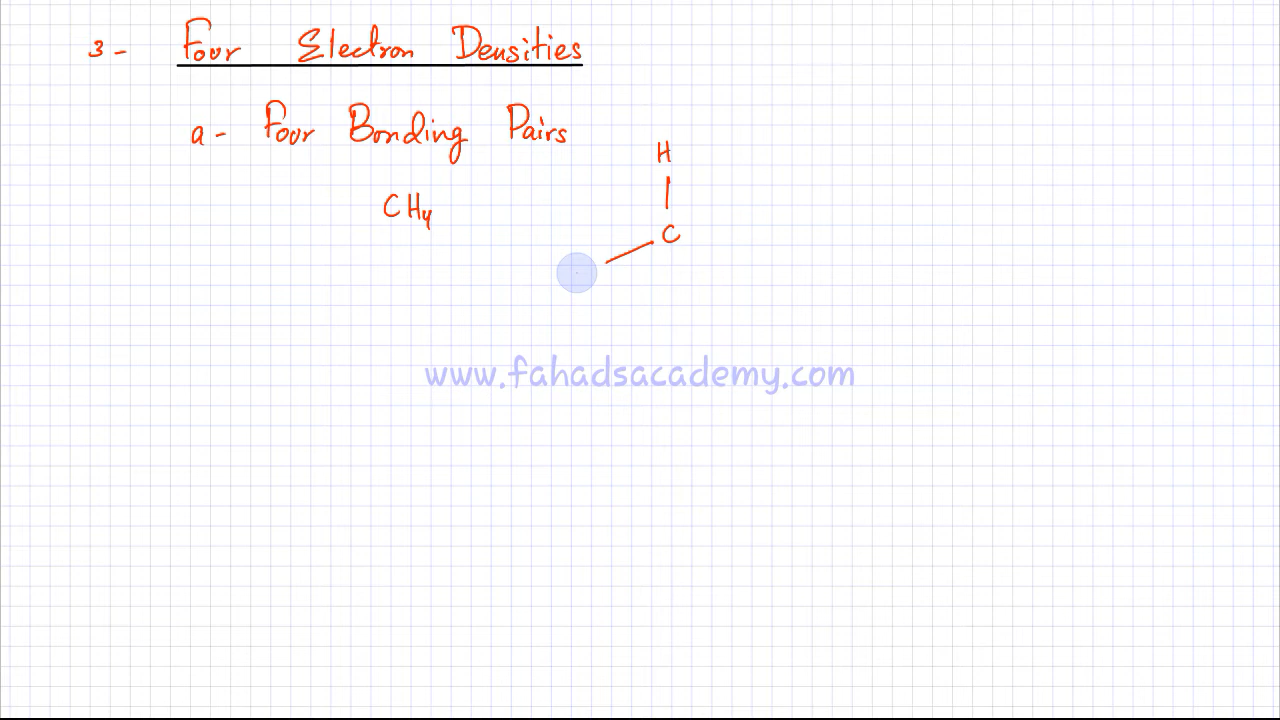 3- Four Electron Densities
a- Four Bonding Pairs
H
CH4
C
www.fahadsacademy.com